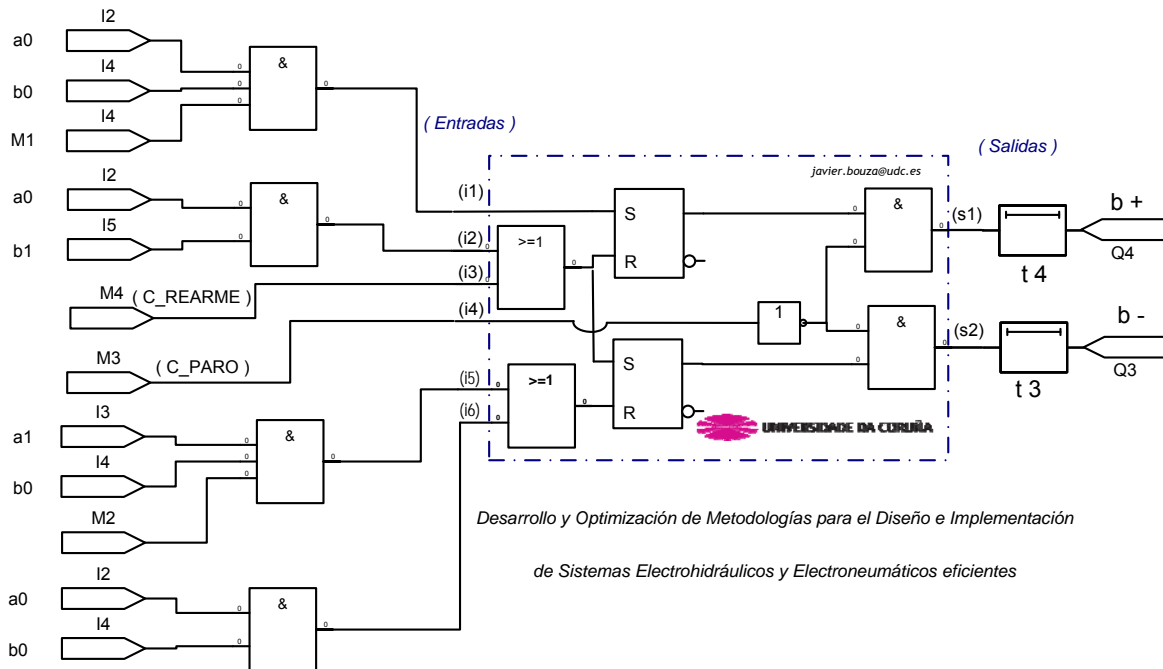 I2
a0
&
I4
b0
I4
M1
( Entradas )
( Salidas )
javier.bouza@udc.es
I2
a0
&
I5
b1
(i1)
S
R
&
(s1)
b +
Q4
t 4
(i2)
>=1
(i3)
M4
( C_REARME )
(i4)
1
M3
( C_PARO )
S
R
&
(s2)
b -
Q3
t 3
(i5)
>=1
(i6)
UNIVERSIDADE DA CORUÑA
I3
a1
&
I4
b0
M2
Desarrollo y Optimización de Metodologías para el Diseño e Implementación
de Sistemas Electrohidráulicos y Electroneumáticos eficientes
I2
a0
&
I4
b0